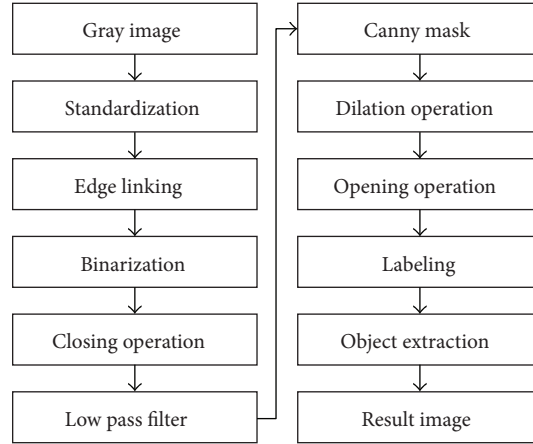 Gray image
Standardization
Edge linking
Binarization
Closing operation
Low pass filter
Canny mask
Dilation operation
Opening operation
Labeling
Object extraction
Result image